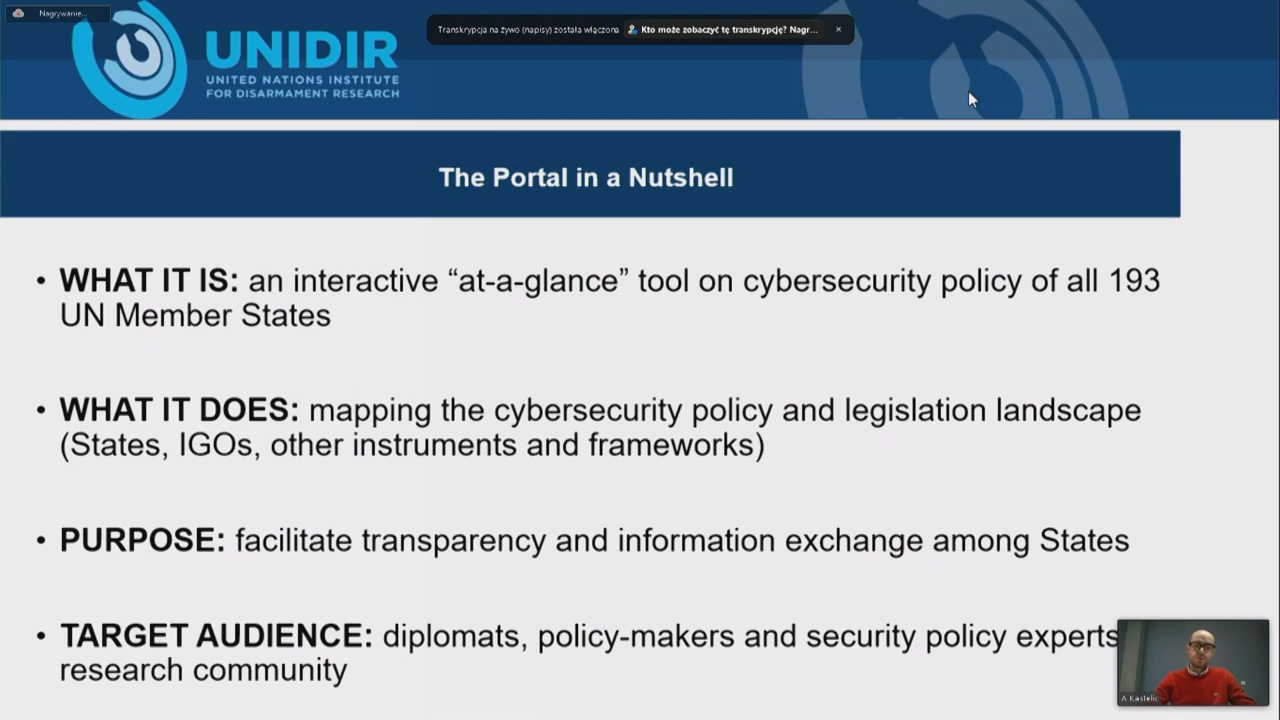 Nagrywanie...
Transkrypcja na żywo (napisy) została włączona Kto może zobaczyć tę transkrypcję? Nagr...
UNIDIR
UNITED NATIONS INSTITUTE
FOR DISARMAMENT RESEARCH
The Portal in a Nutshell
• WHAT IT IS: an interactive “at-a-glance” tool on cybersecurity policy of all 193
UN Member States
• WHAT IT DOES: mapping the cybersecurity policy and legislation landscape
(States, IGOs, other instruments and frameworks)
• PURPOSE: facilitate transparency and information exchange among States
• TARGET AUDIENCE: diplomats, policy-makers and security policy experts
research community
A Kastelic